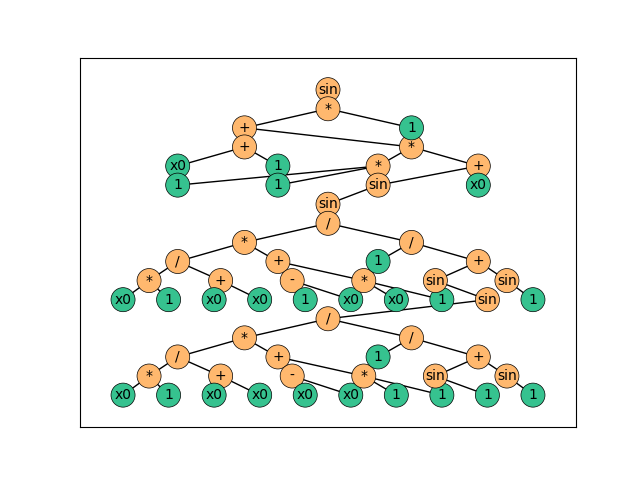 sin
*
+ 1
+ *
x0 1 * +
1 1 sin x0
sin
/
* /
/ + 1 +
* + - * sin sin
x0 1 x0 x0 1 x0 x0 1 sin 1
/
* /
/ + 1 +
* + - * sin sin
x0 1 x0 x0 x0 x0 1 1 1 1